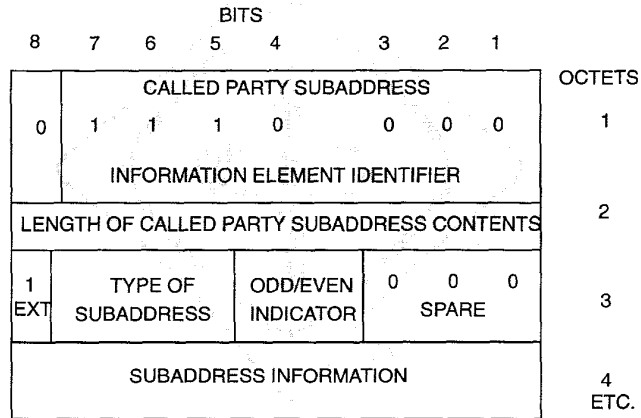 BITS
8 7 6 5 4 3 2 1
OCTETS
CALLED PARTY SUBADDRESS
0 1 1 1 0 0 0 0 1
INFORMATION ELEMENT IDENTIFIER
LENGTH OF CALLED PARTY SUBADDRESS CONTENTS 2
1 TYPE OF ODD/EVEN 0 0 0
EXT SUBADDRESS INDICATOR SPARE 3
SUBADDRESS INFORMATION 4
ETC.